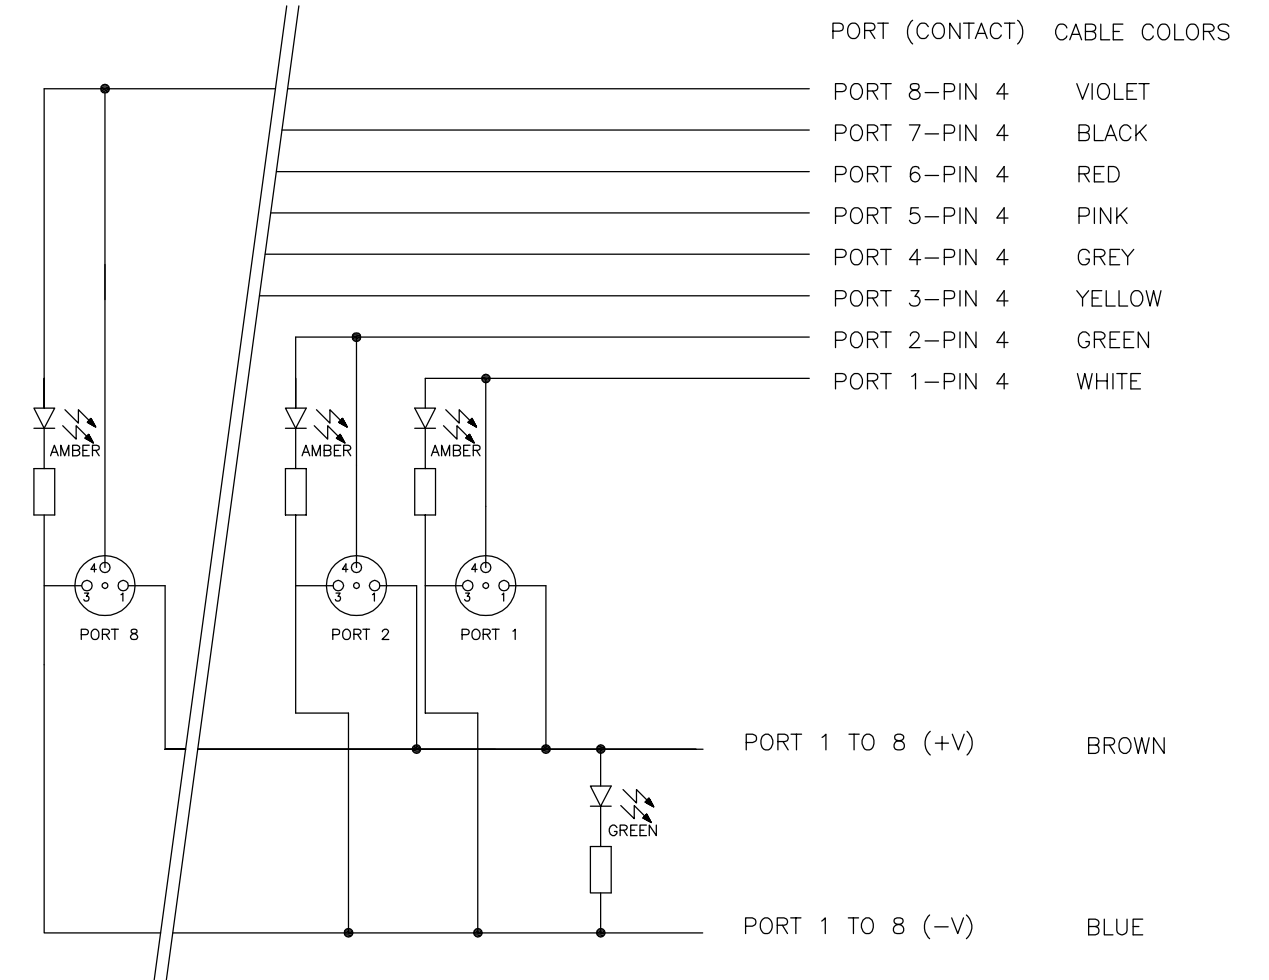 PORT (CONTACT) CABLE COLORS
PORT 8–PIN 4 VIOLET
PORT 7–PIN 4 BLACK
PORT 6–PIN 4 RED
PORT 5–PIN 4 PINK
PORT 4–PIN 4 GREY
PORT 3–PIN 4 YELLOW
PORT 2–PIN 4 GREEN
PORT 1–PIN 4 WHITE
AMBER AMBER AMBER
4 4 4
3 1 3 1 3 1
PORT 8 PORT 2 PORT 1
PORT 1 TO 8 (+V) BROWN
GREEN
PORT 1 TO 8 (–V) BLUE